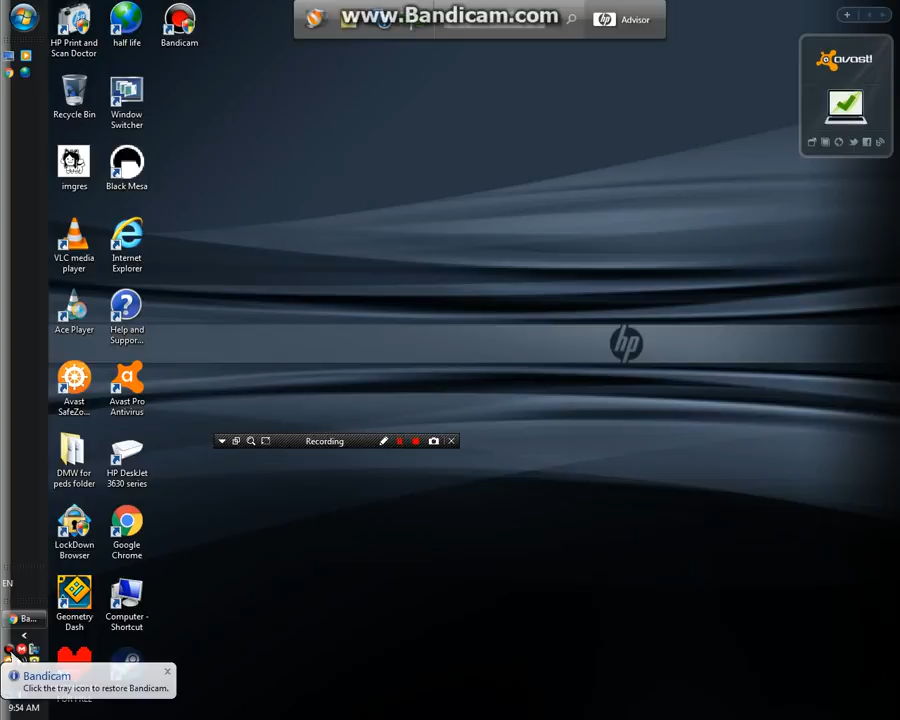 www.Bandicam.com
hp
Advisor
avast!
HP Print and
Scan Doctor
half life
Bandicam
Recycle Bin
Window
Switcher
imgres
Black Mesa
VLC media
player
Internet
Explorer
Ace Player
Help and
Suppor...
Avast
SafeZo...
Avast Pro
Antivirus
DMW for
peds folder
HP DeskJet
3630 series
LockDown
Browser
Google
Chrome
Geometry
Dash
Computer -
Shortcut
hp
Recording
EN
Ba...
Bandicam
Click the tray icon to restore Bandicam.
9:54 AM